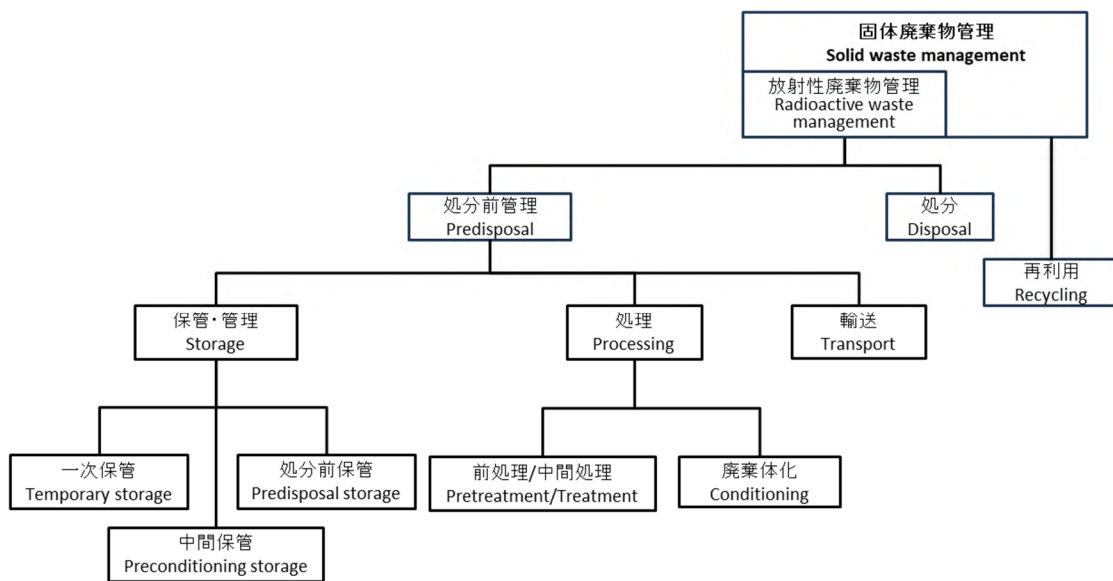 固体廃棄物管理
Solid waste management
放射性廃棄物管理
Radioactive waste
management
処分前管理
Predisposal
処分
Disposal
再利用
Recycling
保管・管理
Storage
処理
Processing
輸送
Transport
一次保管
Temporary storage
処分前保管
Predisposal storage
前処理/中間処理
Pretreatment/Treatment
廃棄体化
Conditioning
中間保管
Preconditioning storage